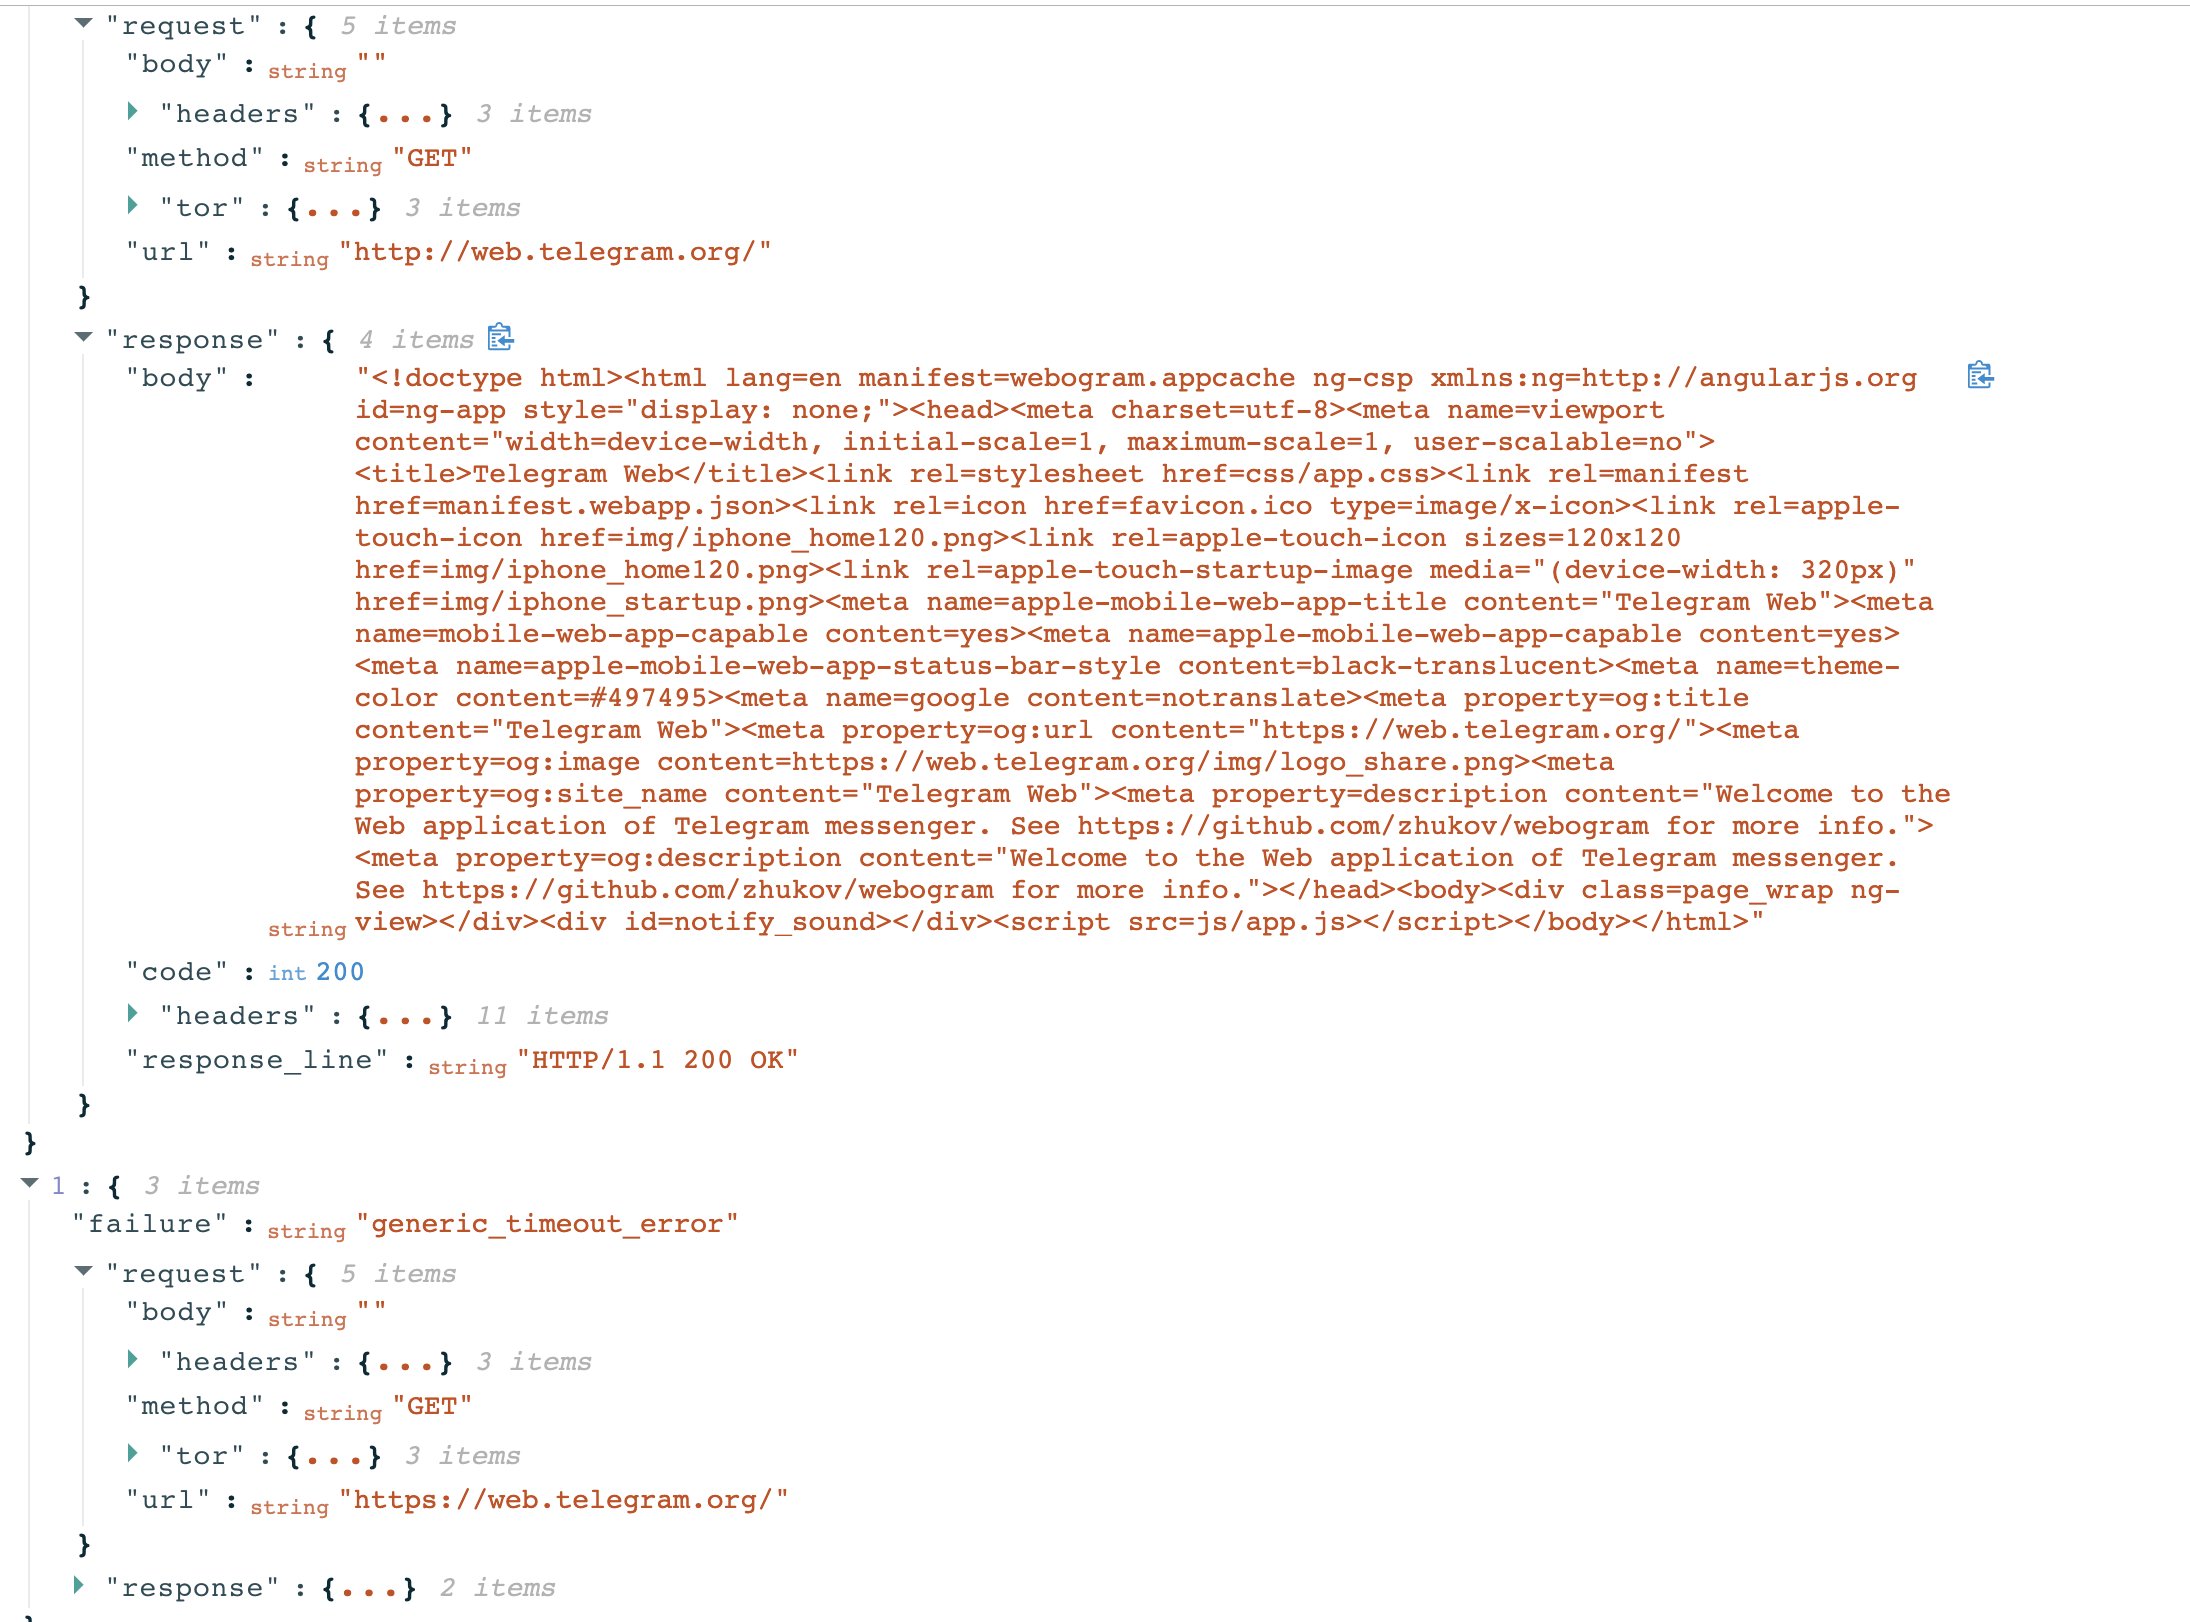 "request" : { 5 items
"body" : string ""
"headers" : {...} 3 items
"method" : string "GET"
"tor" : {...} 3 items
"url" : string "http://web.telegram.org/"
}
"response" : { 4 items
"body" : "<!doctype html><html lang=en manifest=webogram.appcache ng-csp xmlns:ng=http://angularjs.org
id=ng-app style="display: none;"><head><meta charset=utf-8><meta name=viewport
content="width=device-width, initial-scale=1, maximum-scale=1, user-scalable=no">
<title>Telegram Web</title><link rel=stylesheet href=css/app.css><link rel=manifest
href=manifest.webapp.json><link rel=icon href=favicon.ico type=image/x-icon><link rel=apple-
touch-icon href=img/iphone_home120.png><link rel=apple-touch-icon sizes=120x120
href=img/iphone_home120.png><link rel=apple-touch-startup-image media="(device-width: 320px)"
href=img/iphone_startup.png><meta name=apple-mobile-web-app-title content="Telegram Web"><meta
name=mobile-web-app-capable content=yes><meta name=apple-mobile-web-app-capable content=yes>
<meta name=apple-mobile-web-app-status-bar-style content=black-translucent><meta name=theme-
color content=#497495><meta name=google content=notranslate><meta property=og:title
content="Telegram Web"><meta property=og:url content="https://web.telegram.org/"><meta
property=og:image content=https://web.telegram.org/img/logo_share.png><meta
property=og:site_name content="Telegram Web"><meta property=description content="Welcome to the
Web application of Telegram messenger. See https://github.com/zhukov/webogram for more info.">
<meta property=og:description content="Welcome to the Web application of Telegram messenger.
See https://github.com/zhukov/webogram for more info."></head><body><div class=page_wrap ng-
string view></div><div id=notify_sound></div><script src=js/app.js></script></body></html>"
"code" : int 200
"headers" : {...} 11 items
"response_line" : string "HTTP/1.1 200 OK"
}
}
1 : { 3 items
"failure" : string "generic_timeout_error"
"request" : { 5 items
"body" : string ""
"headers" : {...} 3 items
"method" : string "GET"
"tor" : {...} 3 items
"url" : string "https://web.telegram.org/"
}
"response" : {...} 2 items
}